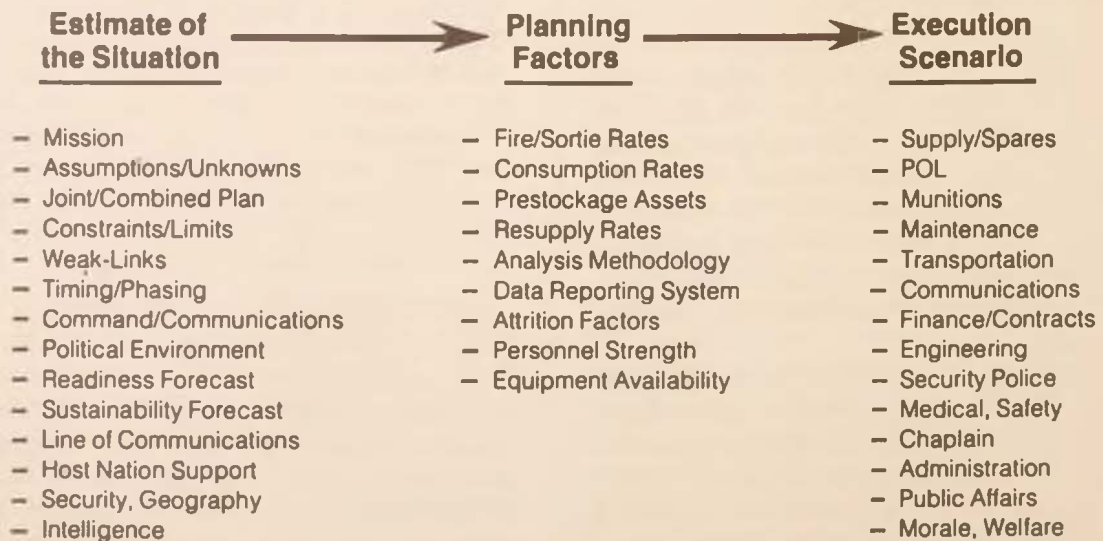 Estimate of
the Situation
– Mission
– Assumptions/Unknowns
– Joint/Combined Plan
– Constraints/Limits
– Weak-Links
– Timing/Phasing
– Command/Communications
– Political Environment
– Readiness Forecast
– Sustainability Forecast
– Line of Communications
– Host Nation Support
– Security, Geography
– Intelligence
Planning
Factors
– Fire/Sortie Rates
– Consumption Rates
– Prestockage Assets
– Resupply Rates
– Analysis Methodology
– Data Reporting System
– Attrition Factors
– Personnel Strength
– Equipment Availability
Execution
Scenario
– Supply/Spares
– POL
– Munitions
– Maintenance
– Transportation
– Communications
– Finance/Contracts
– Engineering
– Security Police
– Medical, Safety
– Chaplain
– Administration
– Public Affairs
– Morale, Welfare